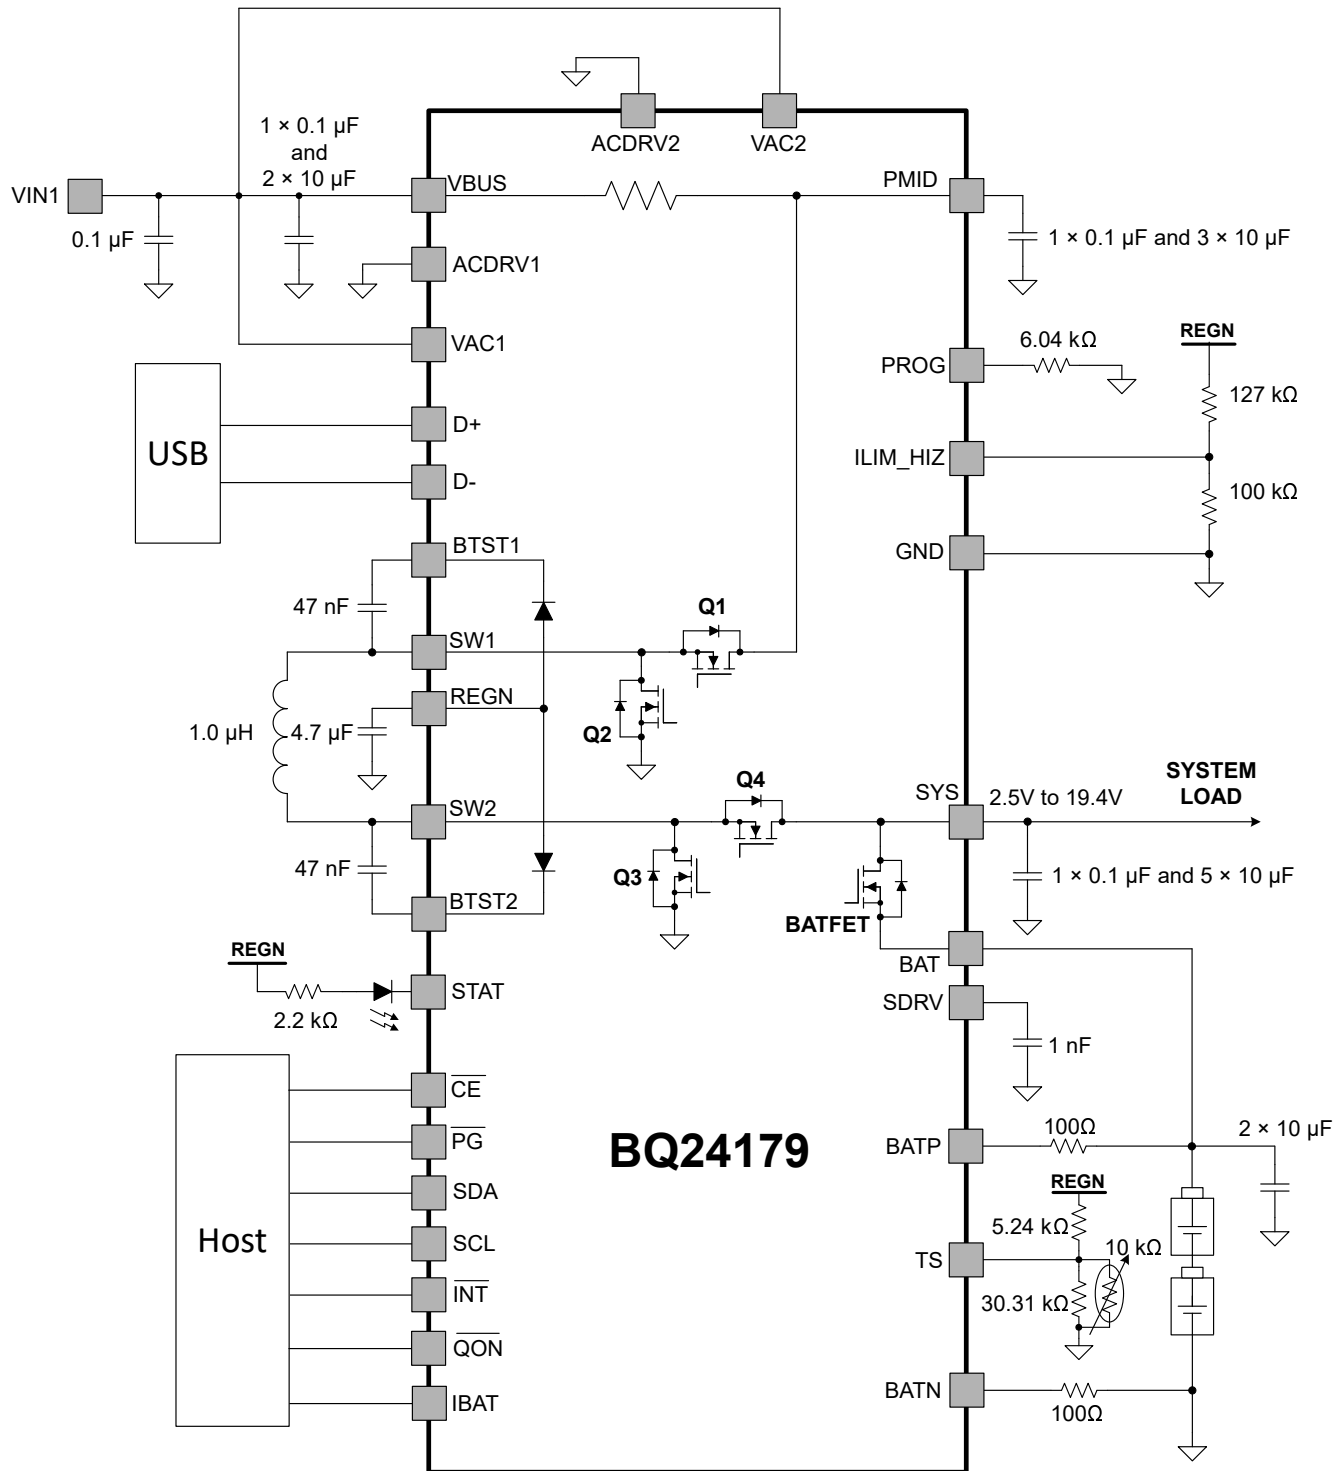 1 × 0.1 µF
and
2 × 10 µF
ACDRV2
VAC2
VIN1
VBUS
PMID
0.1 µF
1 × 0.1 µF and 3 × 10 µF
ACDRV1
VAC1
6.04 kΩ
REGN
PROG
127 kΩ
USB
D+
ILIM_HIZ
D-
100 kΩ
BTST1
GND
47 nF
Q1
SW1
REGN
1.0 µH
4.7 µF
Q2
Q4
SYS
2.5V to 19.4V
SYSTEM
LOAD
SW2
47 nF
Q3
1 × 0.1 µF and 5 × 10 µF
BTST2
BATFET
REGN
BAT
STAT
SDRV
2.2 kΩ
1 nF
Host
CE
PG
SDA
SCL
INT
QON
IBAT
BQ24179
BATP
100Ω
2 × 10 µF
REGN
5.24 kΩ
TS
10 kΩ
30.31 kΩ
BATN
100Ω